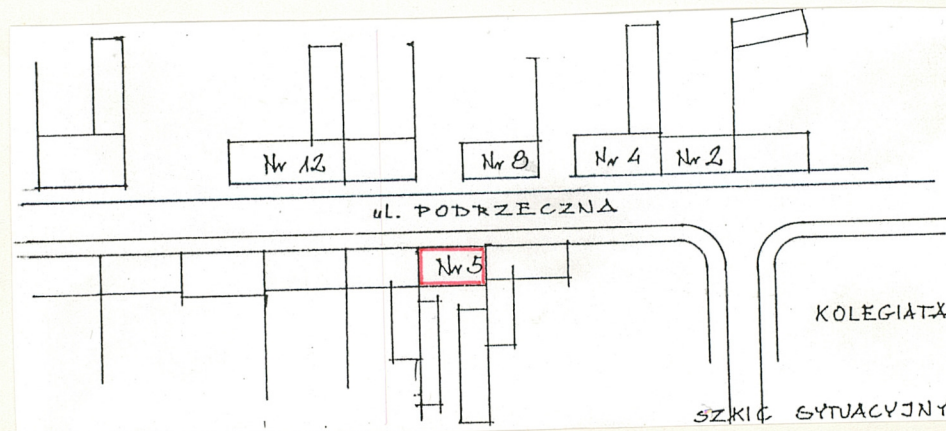 Nr 12
Nr 8
Nr 4
Nr 2
ul. PODRZECZNA
Nr 5
KOLEGIATA
SZKIC SYTUACYJNY